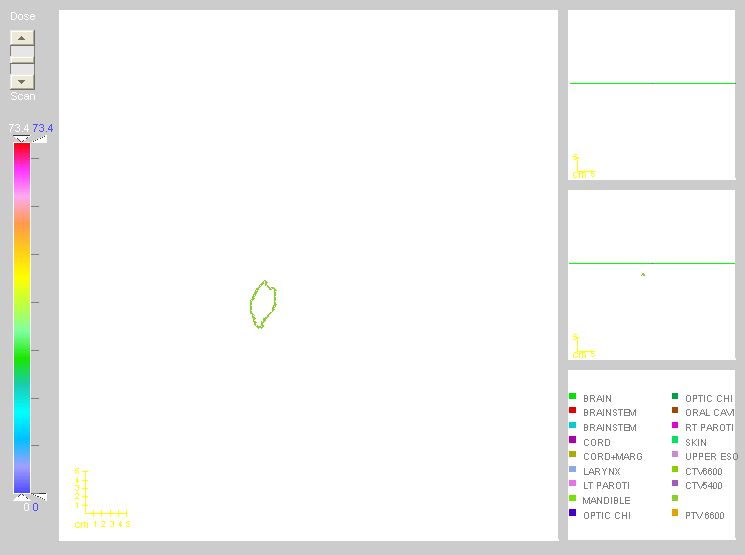 Dose
Scan
73.4 73.4
0 0
5
4
3
2
1
cm 1 2 3 4 5
5
cm 5
5
cm 5
BRAIN
BRAINSTEM
BRAINSTEM
CORD
CORD+MARG
LARYNX
LT PAROTI
MANDIBLE
OPTIC CHI
OPTIC CHI
ORAL CAVI
RT PAROTI
SKIN
UPPER ESO
CTV6600
CTV5400
PTV6600